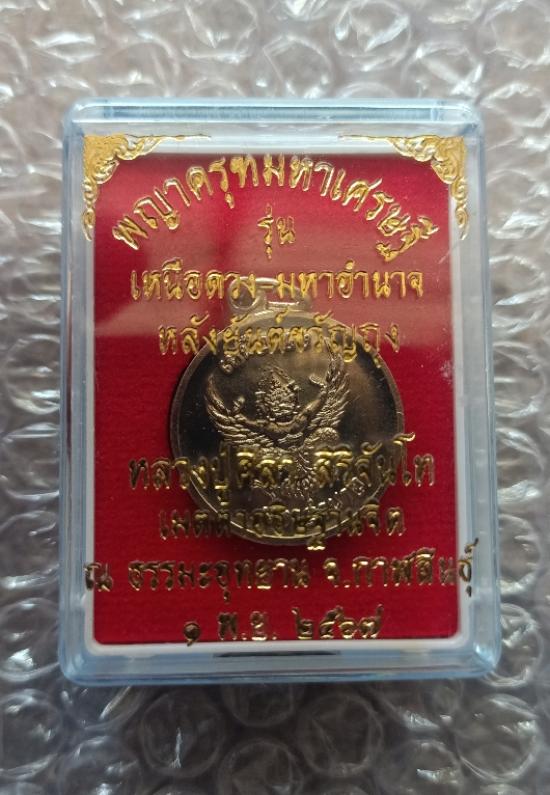 พญาครุฑมหาเศรษฐี
รุ่น
เหนือดวง มหาอำนาจ
หลังยันต์ขวัญถุง
หลวงปู่ศิลา สิริจันโท
เมตตาอธิษฐานจิต
ณ ธรรมะอุทยาน จ.กาฬสินธุ์
๑ พ.ย. ๒๕๖๗